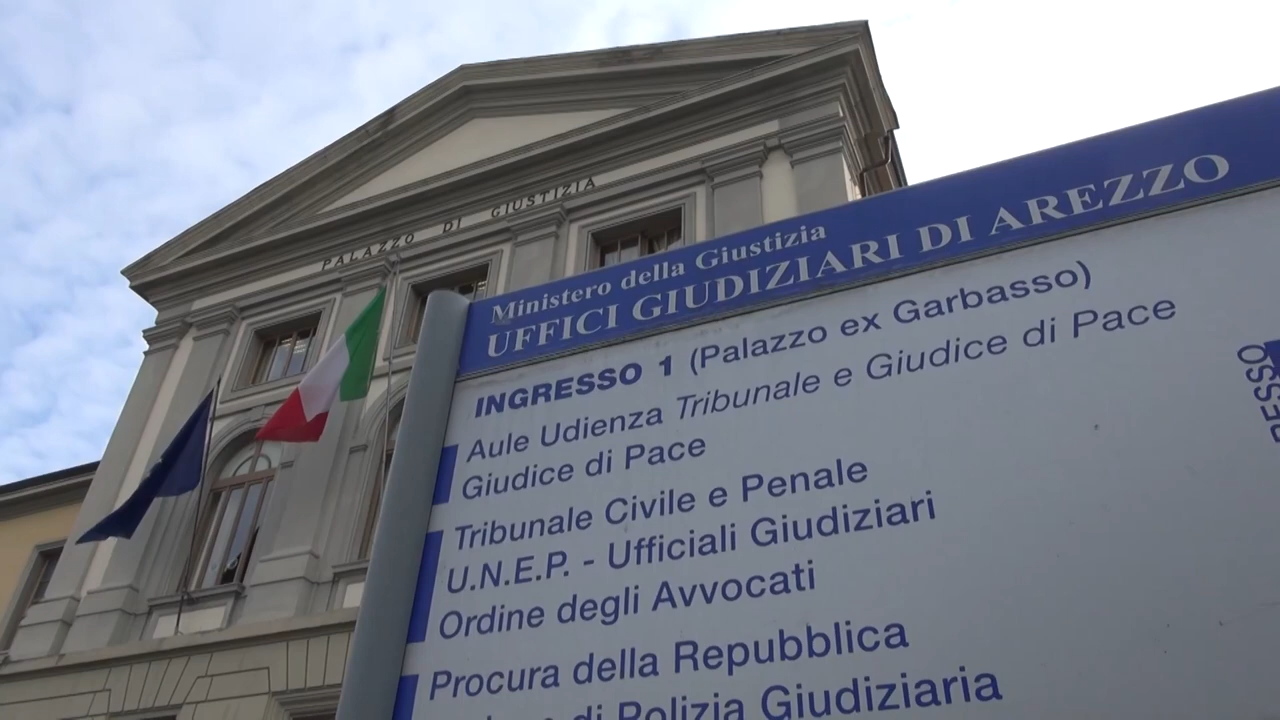 PALAZZO DI GIUSTIZIA
Ministero della Giustizia
UFFICI GIUDIZIARI DI AREZZO
INGRESSO 1 (Palazzo ex Garbasso)
Aule Udienza Tribunale e Giudice di Pace
Giudice di Pace
Tribunale Civile e Penale
U.N.E.P. - Ufficiali Giudiziari
Ordine degli Avvocati
Procura della Repubblica
di Polizia Giudiziaria